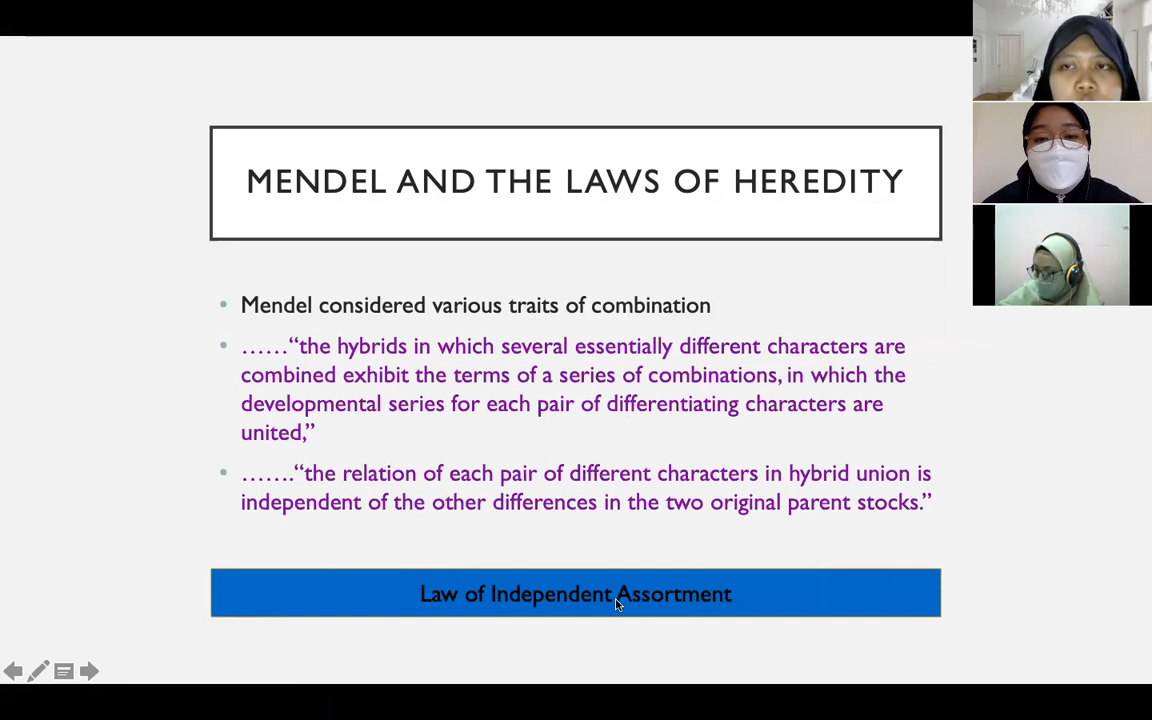 MENDEL AND THE LAWS OF HEREDITY
• Mendel considered various traits of combination
• ……“the hybrids in which several essentially different characters are
combined exhibit the terms of a series of combinations, in which the
developmental series for each pair of differentiating characters are
united,”
• …….“the relation of each pair of different characters in hybrid union is
independent of the other differences in the two original parent stocks.”
Law of Independent Assortment